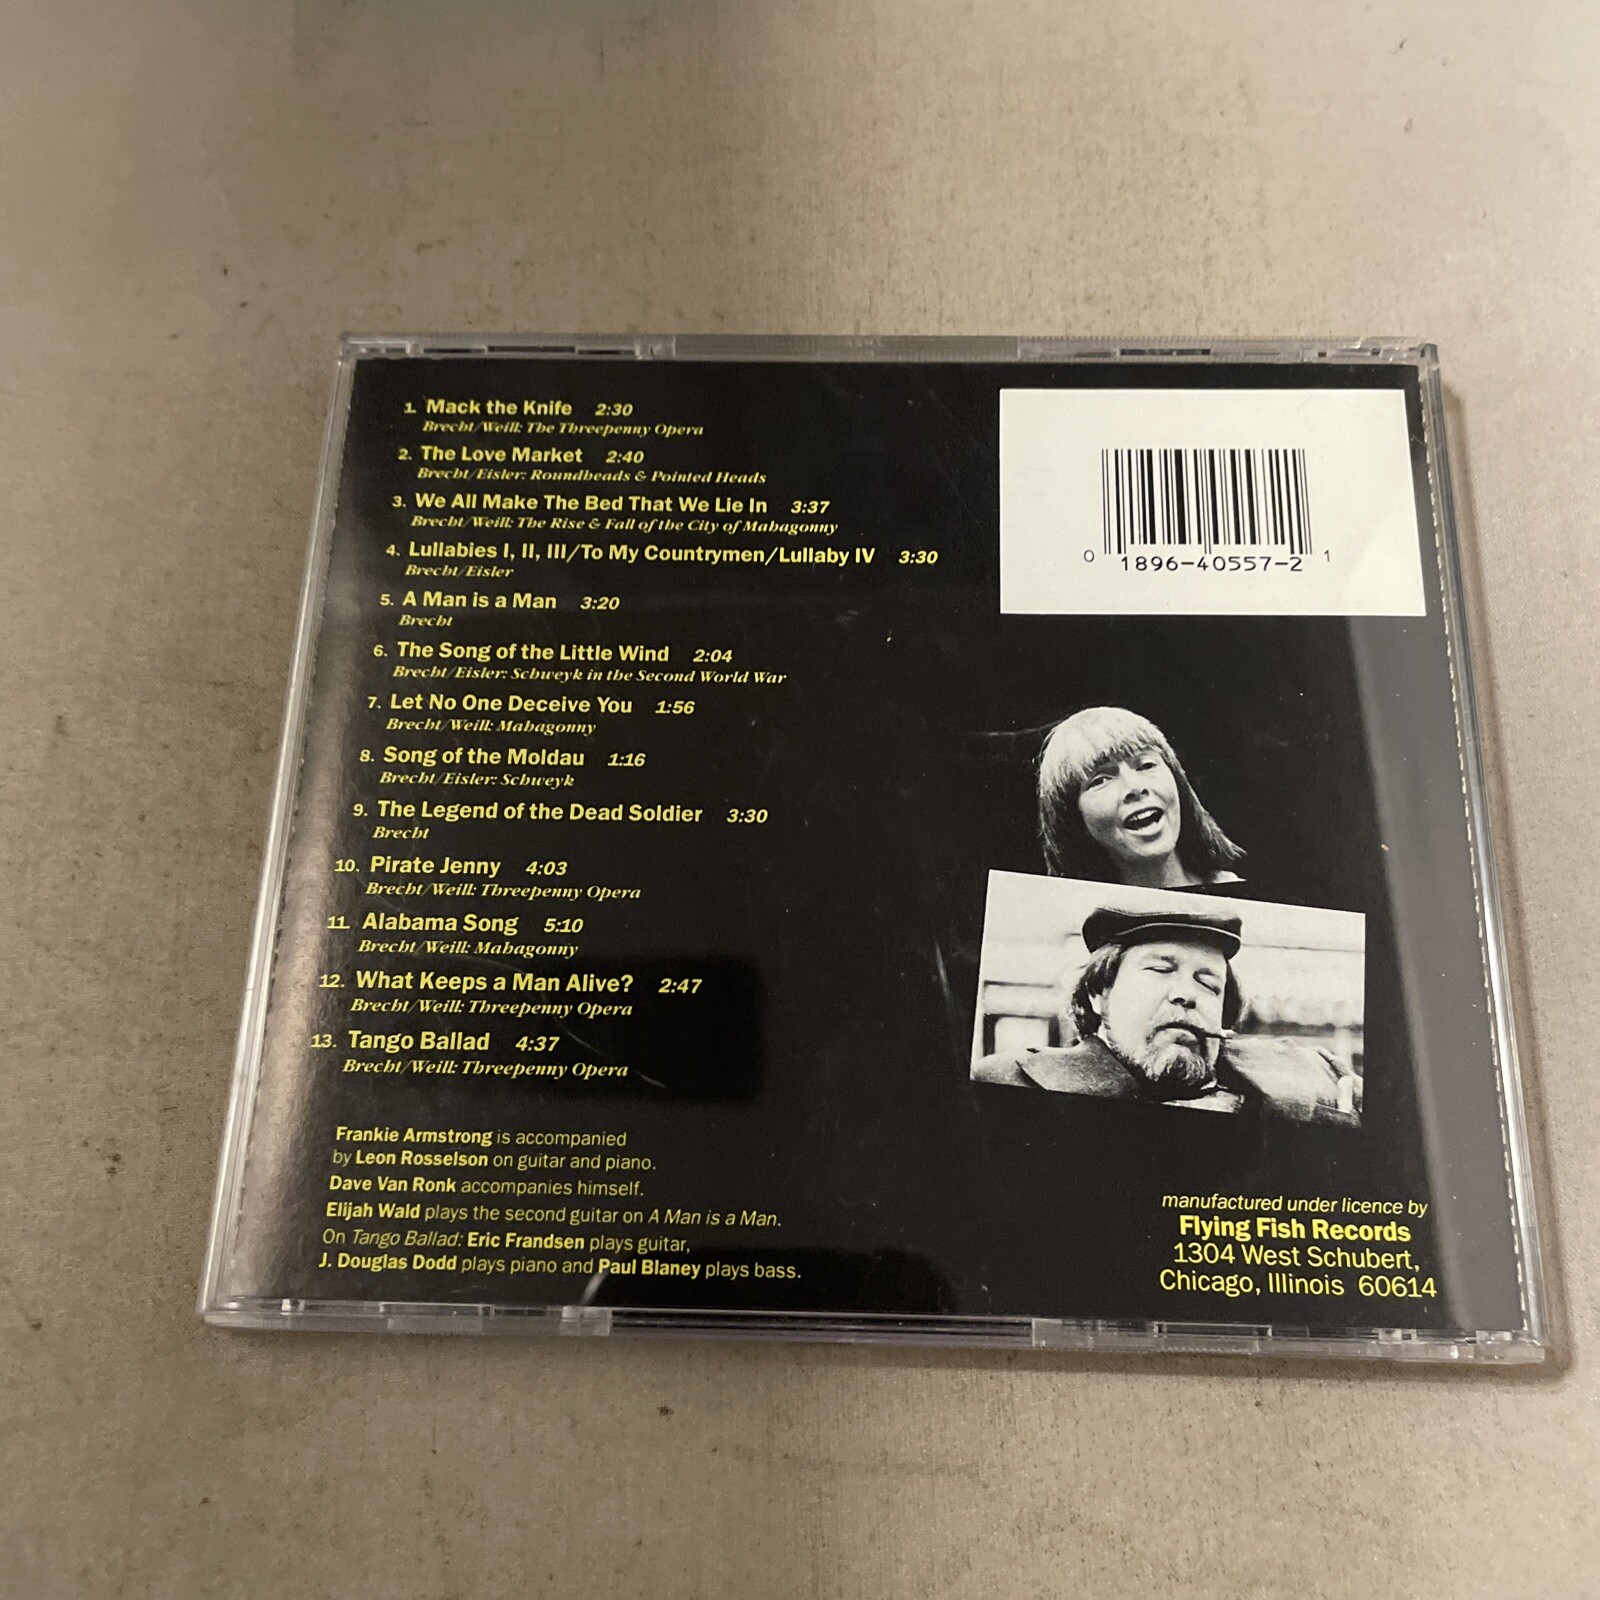 1. Mack the Knife 2:30
Brecht/Weill: The Threepenny Opera
2. The Love Market 2:40
Brecht/Eisler: Roundheads & Pointed Heads
3. We All Make The Bed That We Lie In 3:37
Brecht/Weill: The Rise & Fall of the City of Mahagonny
4. Lullabies I, II, III/To My Countrymen/Lullaby IV 3:30
Brecht/Eisler
5. A Man is a Man 3:20
Brecht
6. The Song of the Little Wind 2:04
Brecht/Eisler: Schweyk in the Second World War
7. Let No One Deceive You 1:56
Brecht/Weill: Mahagonny
8. Song of the Moldau 1:16
Brecht/Eisler: Schweyk
9. The Legend of the Dead Soldier 3:30
Brecht
10. Pirate Jenny 4:03
Brecht/Weill: Threepenny Opera
11. Alabama Song 5:10
Brecht/Weill: Mahagonny
12. What Keeps a Man Alive? 2:47
Brecht/Weill: Threepenny Opera
13. Tango Ballad 4:37
Brecht/Weill: Threepenny Opera
Frankie Armstrong is accompanied
by Leon Rosselson on guitar and piano.
Dave Van Ronk accompanies himself.
Elijah Wald plays the second guitar on A Man is a Man.
On Tango Ballad: Eric Frandsen plays guitar,
J. Douglas Dodd plays piano and Paul Blaney plays bass.
0 18964-40557-2 1
manufactured under licence by
Flying Fish Records
1304 West Schubert,
Chicago, Illinois 60614